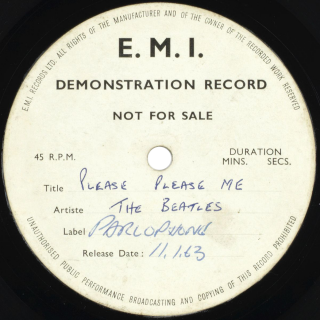 E.M.I. RECORDS LTD. ALL RIGHTS OF THE MANUFACTURER AND OF THE OWNER OF THE RECORDED WORK RESERVED
E.M.I.
DEMONSTRATION RECORD
NOT FOR SALE
45 R.P.M.
DURATION
MINS. SECS.
Title PLEASE PLEASE ME
Artiste THE BEATLES
Label PARLOPHONE
Release Date: 11.1.63
UNAUTHORISED PUBLIC PERFORMANCE BROADCASTING AND COPYING OF THIS RECORD PROHIBITED